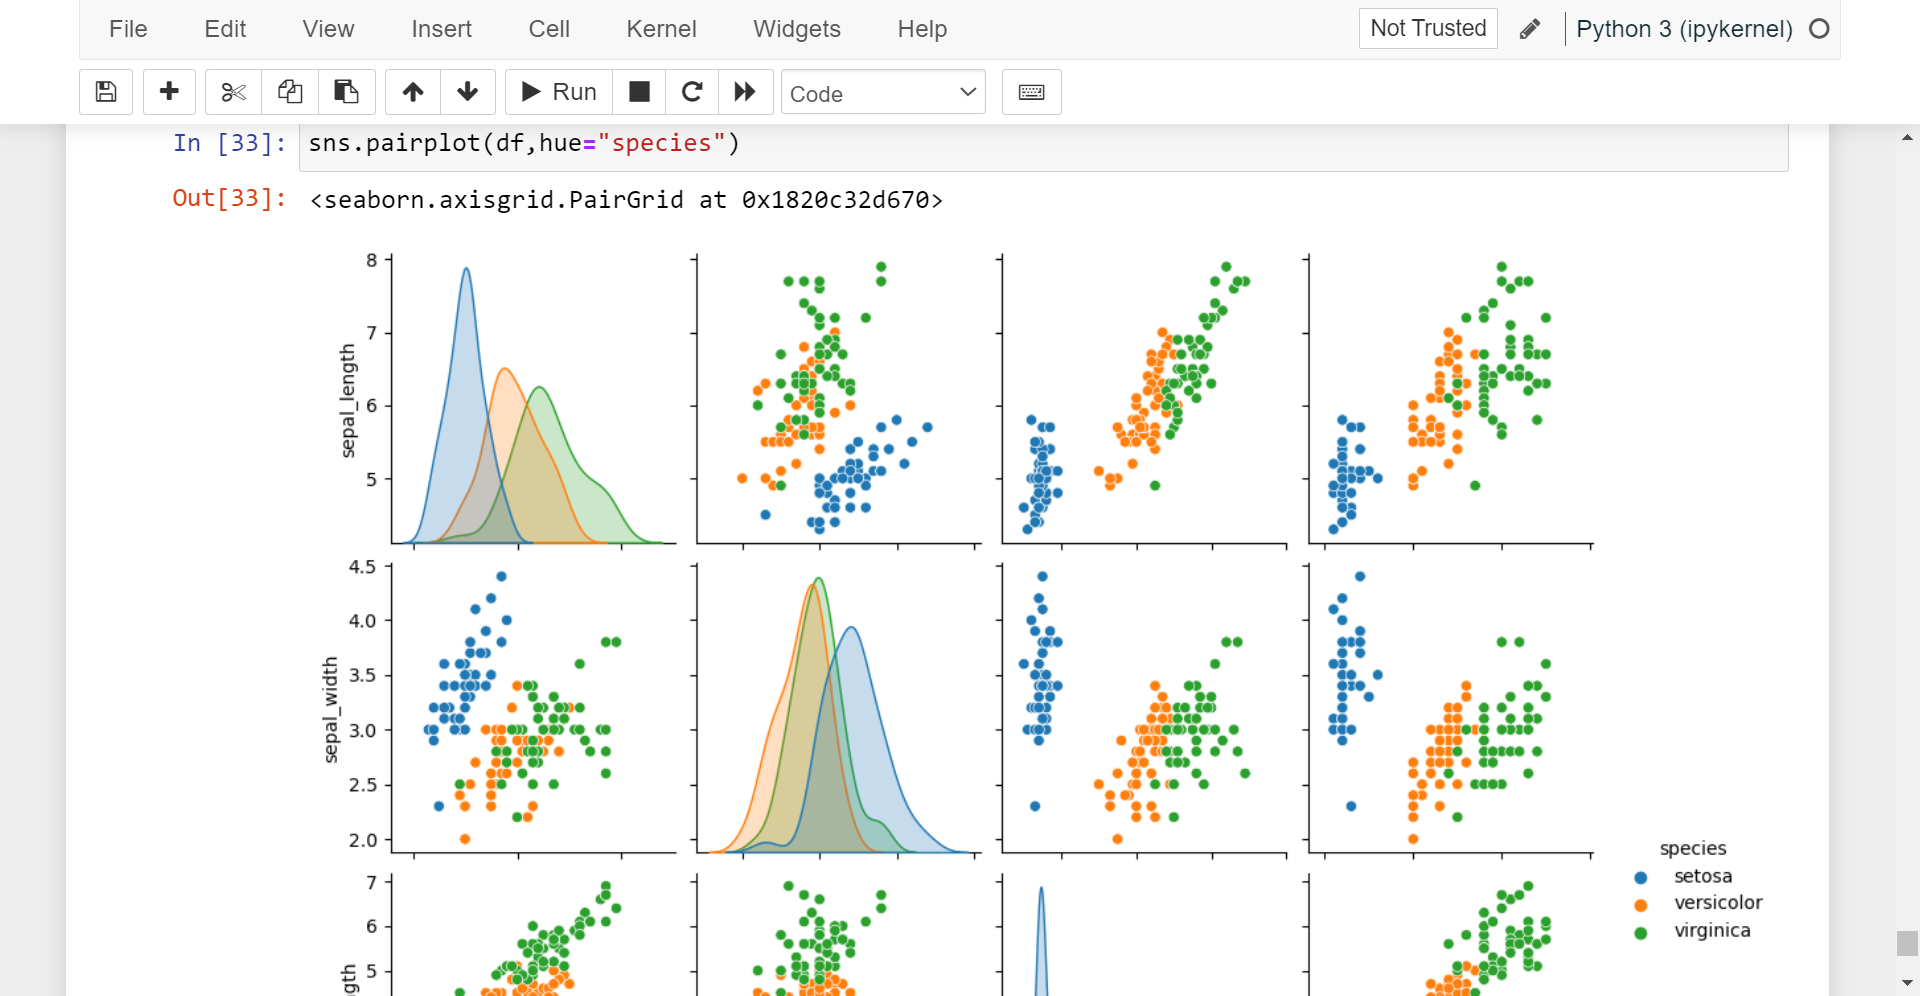 File Edit View Insert Cell Kernel Widgets Help Not Trusted Python 3 (ipykernel)
Run Code
In [33]: sns.pairplot(df,hue="species")
Out[33]: <seaborn.axisgrid.PairGrid at 0x1820c32d670>
8
7
6
5
sepal_length
4.5
4.0
3.5
3.0
2.5
2.0
sepal_width
species
setosa
versicolor
virginica
7
6
5